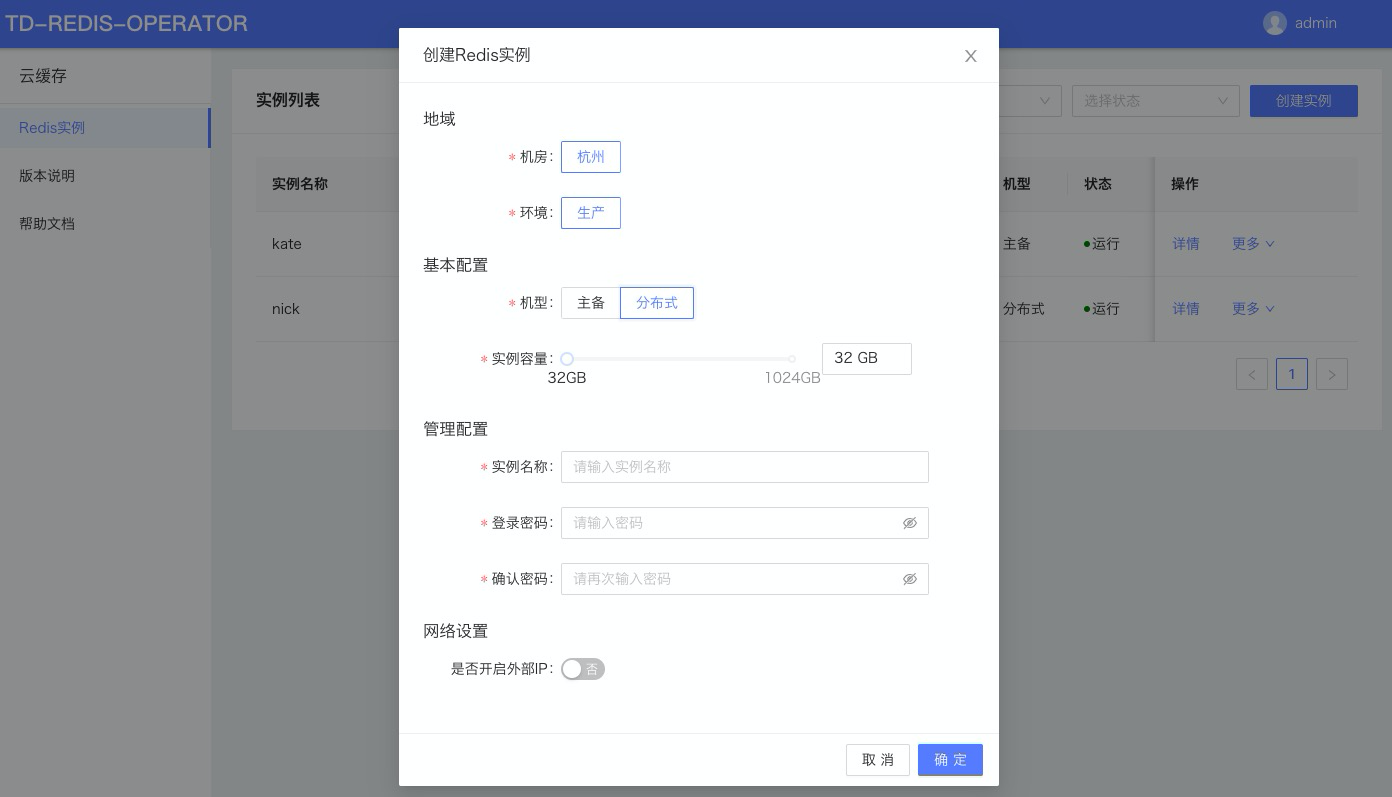 TD-REDIS-OPERATOR
admin
云缓存
Redis实例
版本说明
帮助文档
实例列表
选择状态
创建实例
实例名称
机型
状态
操作
kate
主备
运行
详情
更多
nick
分布式
运行
详情
更多
<
1
>
创建Redis实例
地域
* 机房:
杭州
* 环境:
生产
基本配置
* 机型:
主备
分布式
* 实例容量:
32GB
1024GB
32 GB
管理配置
* 实例名称:
请输入实例名称
* 登录密码:
请输入密码
* 确认密码:
请再次输入密码
网络设置
是否开启外部IP:
否
取 消
确 定